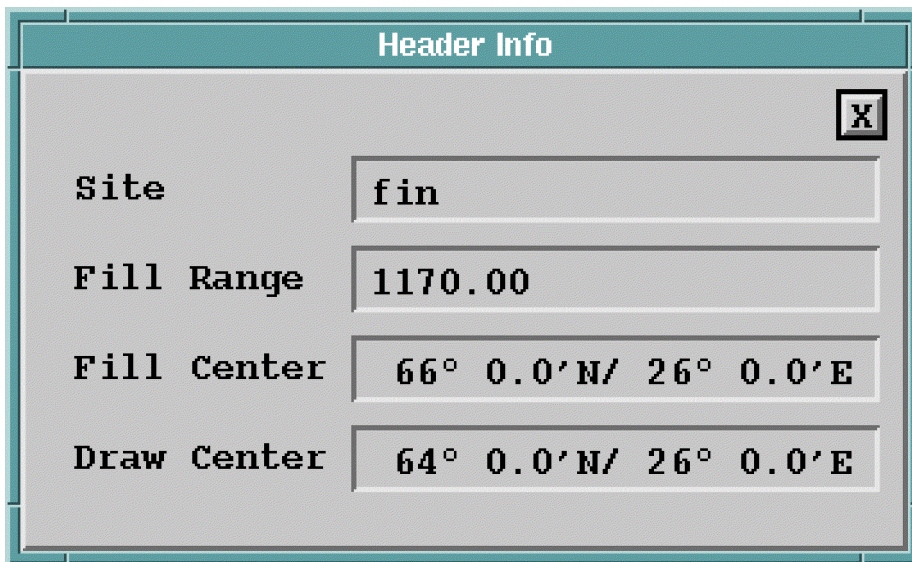 Header Info
X
Site fin
Fill Range 1170.00
Fill Center 66° 0.0'N/ 26° 0.0'E
Draw Center 64° 0.0'N/ 26° 0.0'E